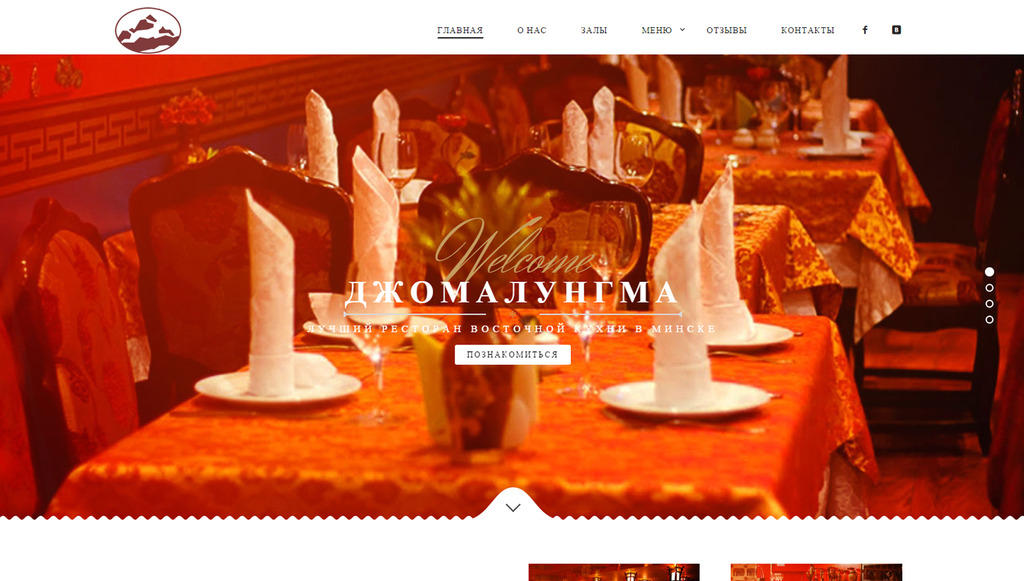 ГЛАВНАЯ О НАС ЗАЛЫ МЕНЮ ОТЗЫВЫ КОНТАКТЫ
Welcome
ДЖОМАЛУНГМА
ЛУЧШИЙ РЕСТОРАН ВОСТОЧНОЙ КУХНИ В МИНСКЕ
ПОЗНАКОМИТЬСЯ